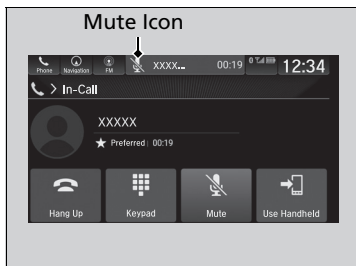 Mute Icon
Phone Navigation FM XXXX... 00:19 12:34
> In-Call
XXXXX
★ Preferred | 00:19
Hang Up Keypad Mute Use Handheld